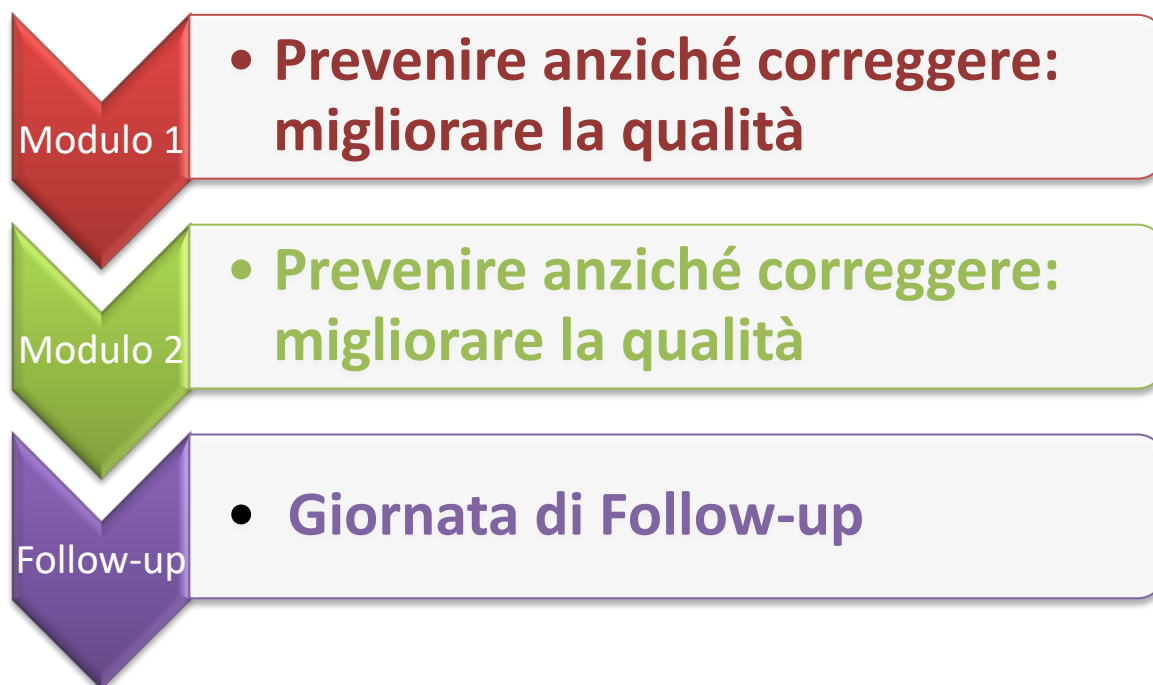 Modulo 1
• Prevenire anziché correggere:
migliorare la qualità
Modulo 2
• Prevenire anziché correggere:
migliorare la qualità
Follow-up
• Giornata di Follow-up